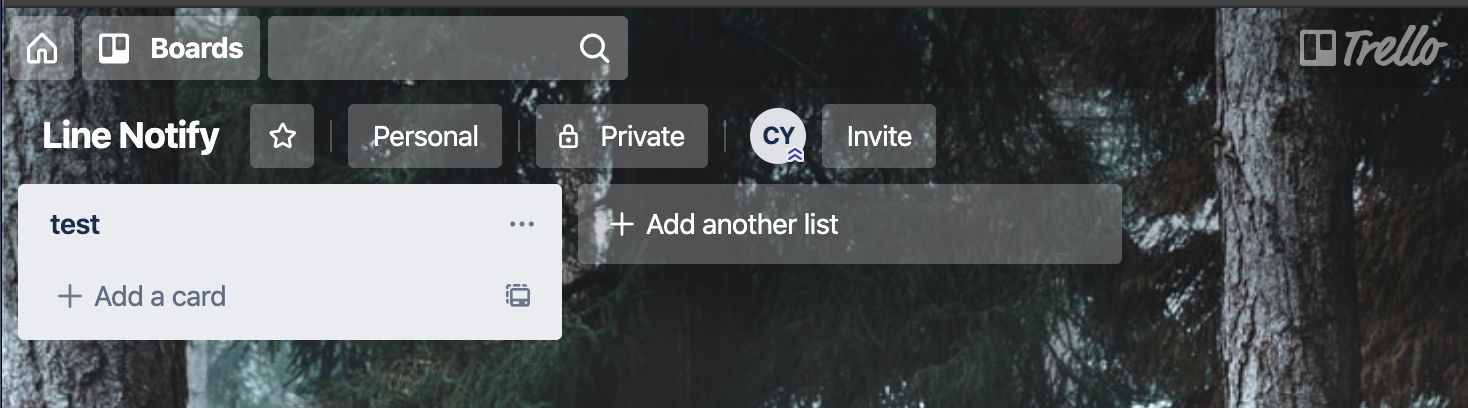 Boards
Trello
Line Notify
Personal
Private
CY
Invite
test
Add another list
Add a card